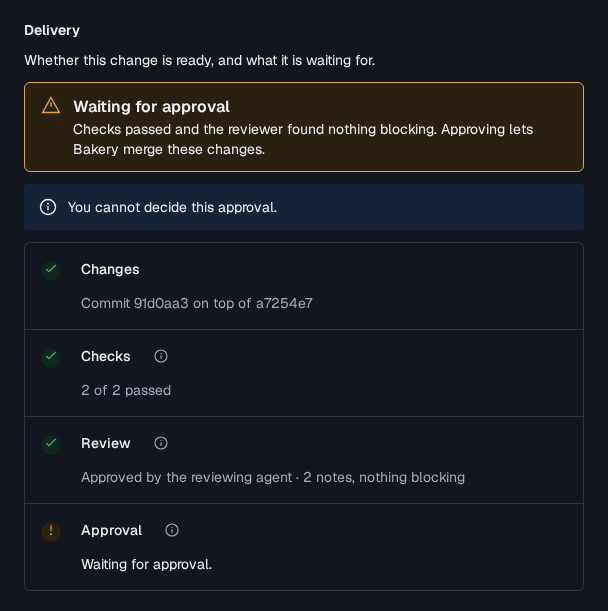 Delivery
Whether this change is ready, and what it is waiting for.
Waiting for approval
Checks passed and the reviewer found nothing blocking. Approving lets
Bakery merge these changes.
You cannot decide this approval.
Changes
Commit 91d0aa3 on top of a7254e7
Checks
2 of 2 passed
Review
Approved by the reviewing agent · 2 notes, nothing blocking
Approval
Waiting for approval.